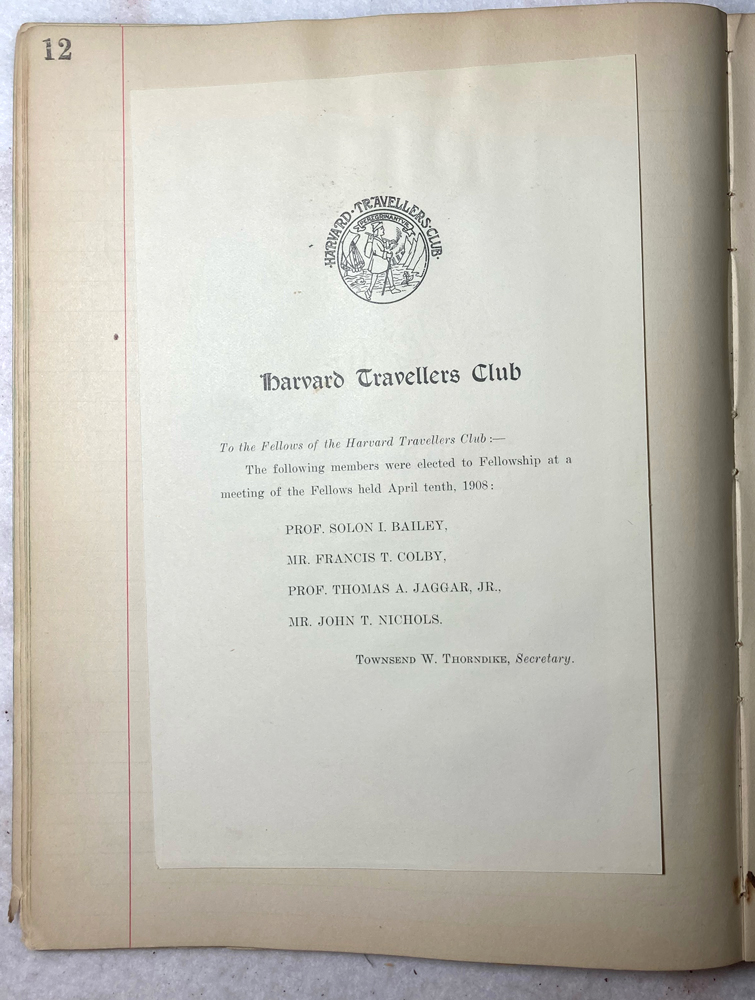 12
·HARVARD·TRAVELLERS·CLUB·
PEREGRINANTVR
Harvard Travellers Club
To the Fellows of the Harvard Travellers Club:—
The following members were elected to Fellowship at a
meeting of the Fellows held April tenth, 1908:
PROF. SOLON I. BAILEY,
MR. FRANCIS T. COLBY,
PROF. THOMAS A. JAGGAR, JR.,
MR. JOHN T. NICHOLS.
TOWNSEND W. THORNDIKE, Secretary.